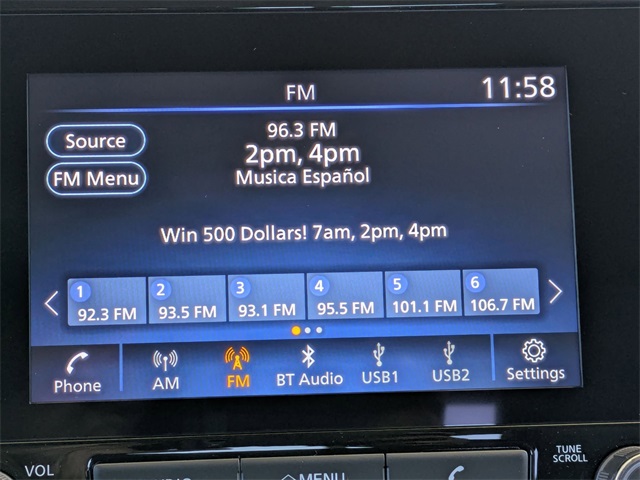 FM 11:58
Source
FM Menu
96.3 FM
2pm, 4pm
Musica Español
Win 500 Dollars! 7am, 2pm, 4pm
1 2 3 4 5 6
92.3 FM 93.5 FM 93.1 FM 95.5 FM 101.1 FM 106.7 FM
Phone AM FM BT Audio USB1 USB2 Settings
VOL MENU TUNE
SCROLL